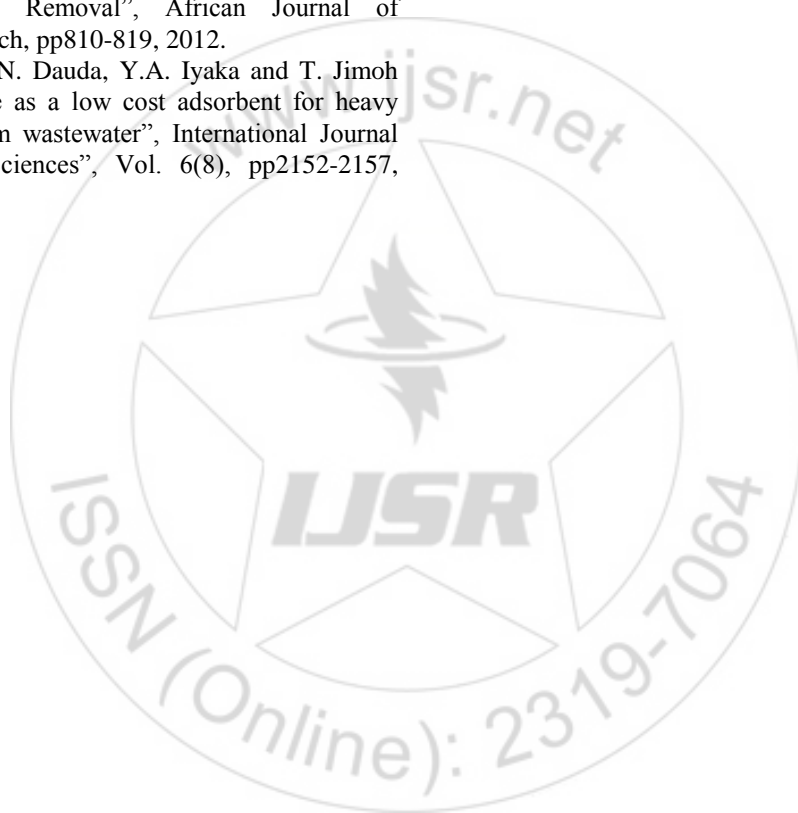 Removal”, African Journal of
ch, pp810-819, 2012.
N. Dauda, Y.A. Iyaka and T. Jimoh
e as a low cost adsorbent for heavy
m wastewater”, International Journal
ciences”, Vol. 6(8), pp2152-2157,
www.ijsr.net
IJSR
ISSN (Online): 2319-7064